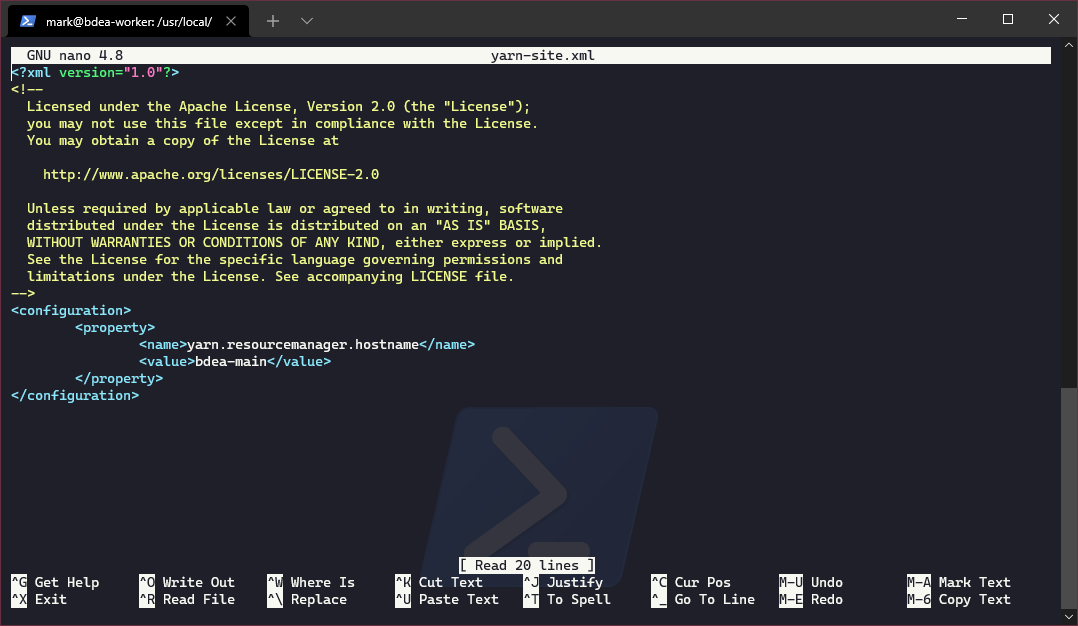 mark@bdea-worker: /usr/local/
GNU nano 4.8 yarn-site.xml
<?xml version="1.0"?>
<!--
  Licensed under the Apache License, Version 2.0 (the "License");
  you may not use this file except in compliance with the License.
  You may obtain a copy of the License at

    http://www.apache.org/licenses/LICENSE-2.0

  Unless required by applicable law or agreed to in writing, software
  distributed under the License is distributed on an "AS IS" BASIS,
  WITHOUT WARRANTIES OR CONDITIONS OF ANY KIND, either express or implied.
  See the License for the specific language governing permissions and
  limitations under the License. See accompanying LICENSE file.
-->
<configuration>
        <property>
                <name>yarn.resourcemanager.hostname</name>
                <value>bdea-main</value>
        </property>
</configuration>
[ Read 20 lines ]
^G Get Help ^O Write Out ^W Where Is ^K Cut Text ^J Justify ^C Cur Pos M-U Undo M-A Mark Text
^X Exit ^R Read File ^\ Replace ^U Paste Text ^T To Spell ^_ Go To Line M-E Redo M-6 Copy Text